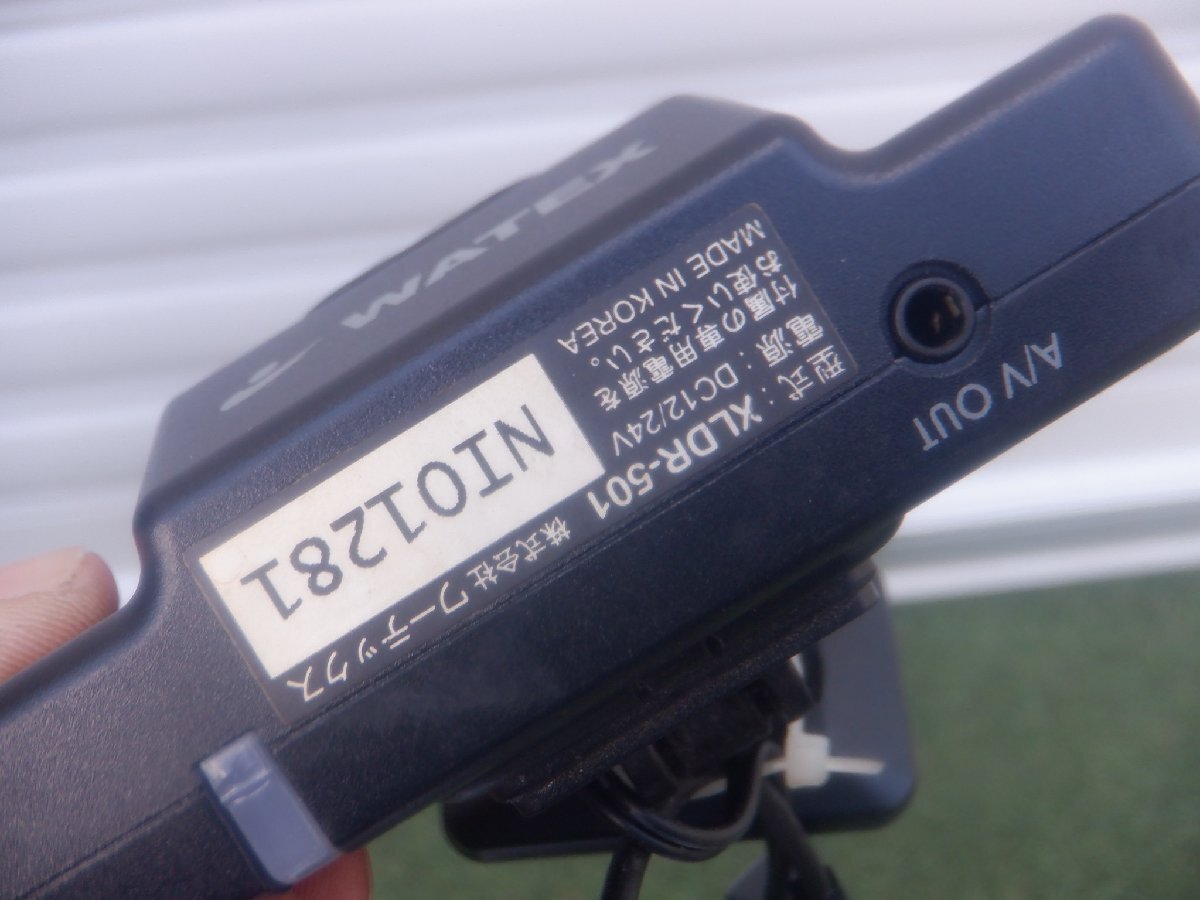 WATEX
型式：XLDR-501
電源：DC12/24V
付属の専用電源を
お使いください。
MADE IN KOREA
株式会社ワーテックス
NI01281
A/V OUT